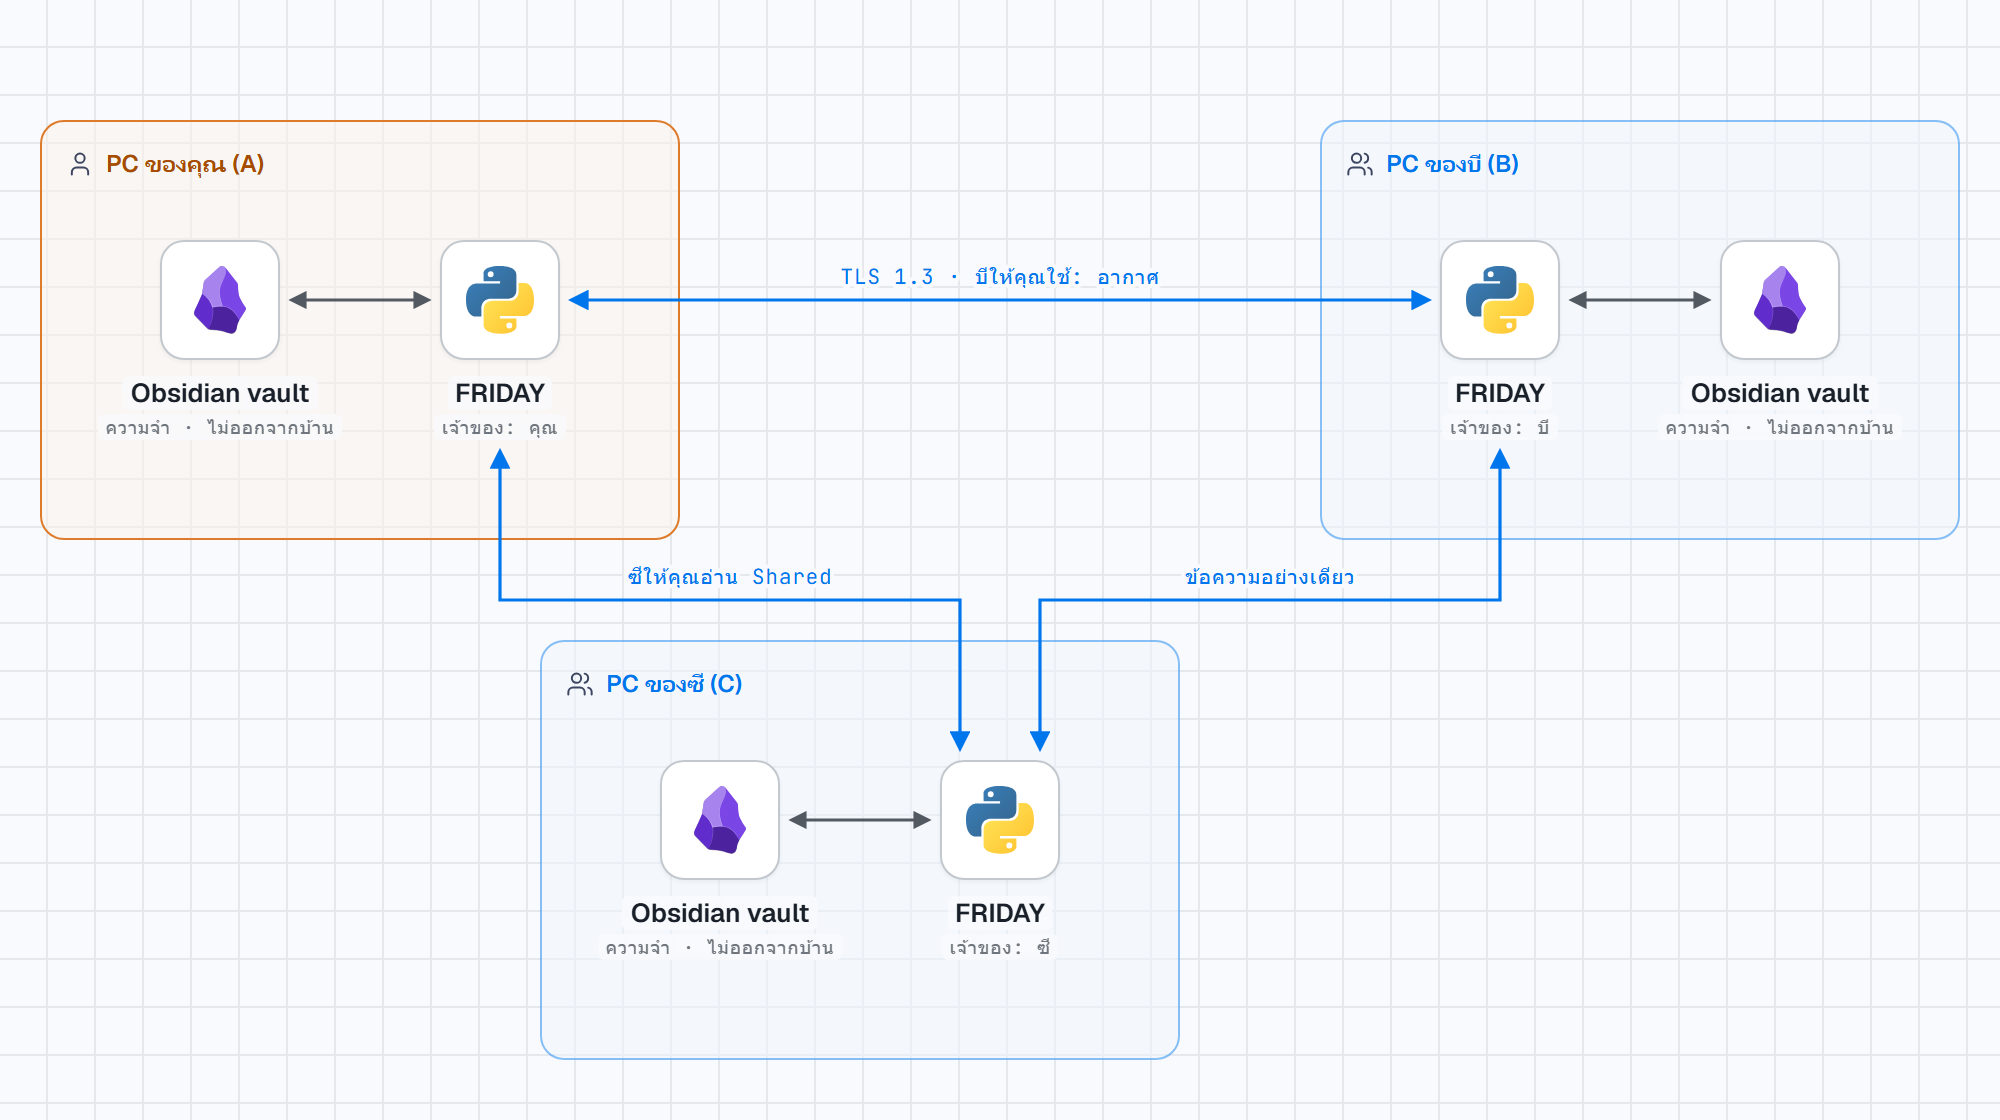 PC ของคุณ (A)
PC ของบี (B)
TLS 1.3 · บีให้คุณใช้: อากาศ
Obsidian vault
ความจำ · ไม่ออกจากบ้าน
FRIDAY
เจ้าของ: คุณ
FRIDAY
เจ้าของ: บี
Obsidian vault
ความจำ · ไม่ออกจากบ้าน
ซีให้คุณอ่าน Shared
ข้อความอย่างเดียว
PC ของซี (C)
Obsidian vault
ความจำ · ไม่ออกจากบ้าน
FRIDAY
เจ้าของ: ซี